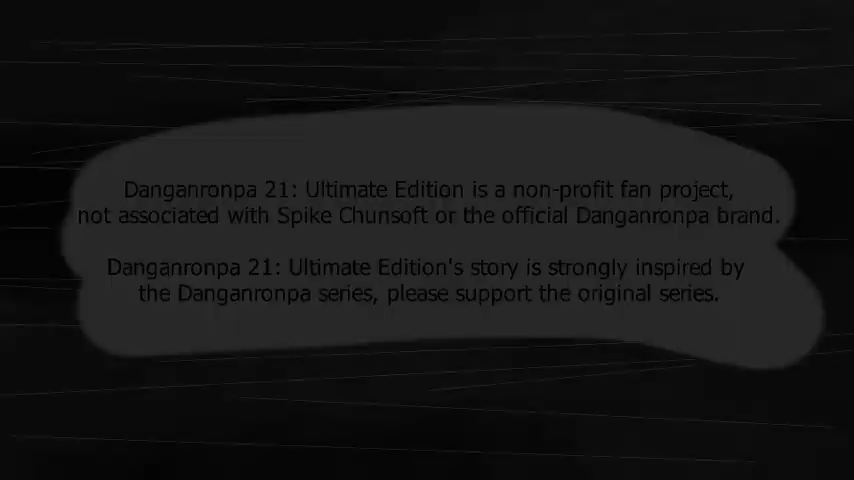 Danganronpa 21: Ultimate Edition is a non-profit fan project,
not associated with Spike Chunsoft or the official Danganronpa brand.
Danganronpa 21: Ultimate Edition's story is strongly inspired by
the Danganronpa series, please support the original series.